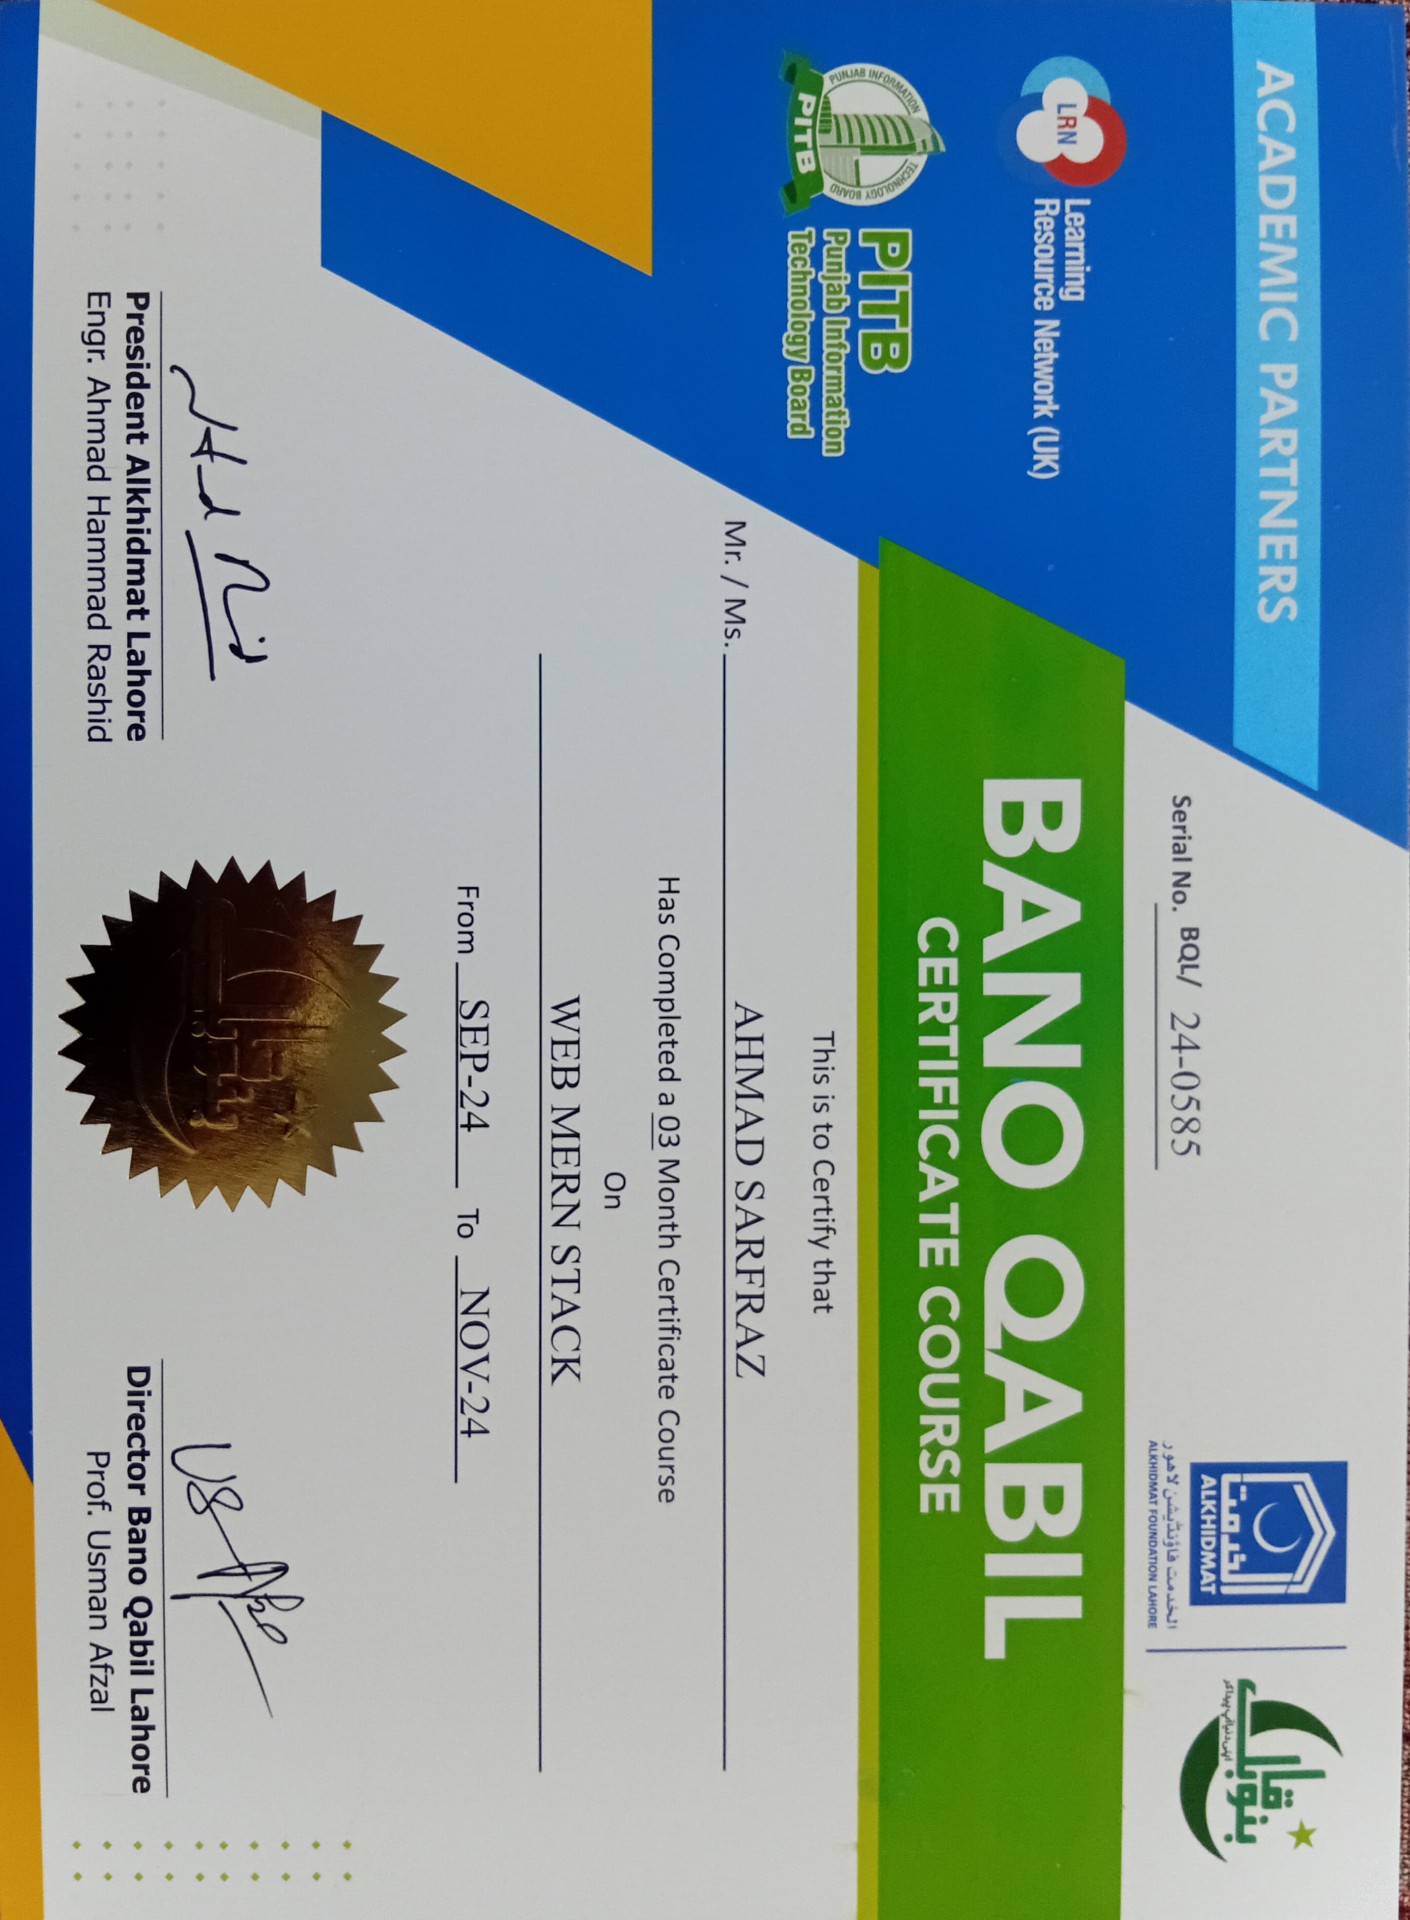 ACADEMIC PARTNERS
LRN
Learning
Resource Network (UK)
PUNJAB INFORMATION
TECHNOLOGY BOARD
PITB
PITB
Punjab Information
Technology Board
Serial No. BQL/ 24-0585
خدمت
ALKHIDMAT
الخدمت فاؤنڈیشن لاہور
ALKHIDMAT FOUNDATION LAHORE
بنو قابل
BANO QABIL
CERTIFICATE COURSE
This is to Certify that
Mr. / Ms. AHMAD SARFRAZ
Has Completed a 03 Month Certificate Course
On
WEB MERN STACK
From SEP-24 To NOV-24
President Alkhidmat Lahore
Engr. Ahmad Hammad Rashid
Director Bano Qabil Lahore
Prof. Usman Afzal